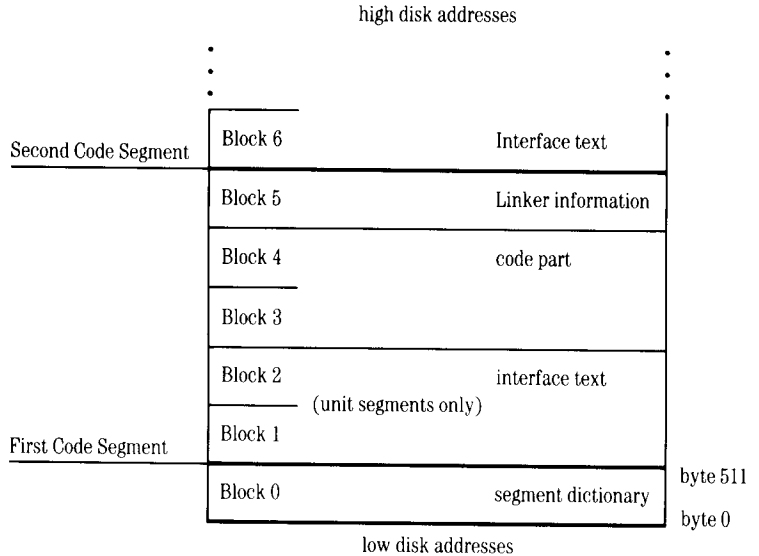 high disk addresses
Block 6 Interface text
Second Code Segment
Block 5 Linker information
Block 4 code part
Block 3
Block 2 interface text
(unit segments only)
Block 1
First Code Segment
byte 511
Block 0 segment dictionary
byte 0
low disk addresses